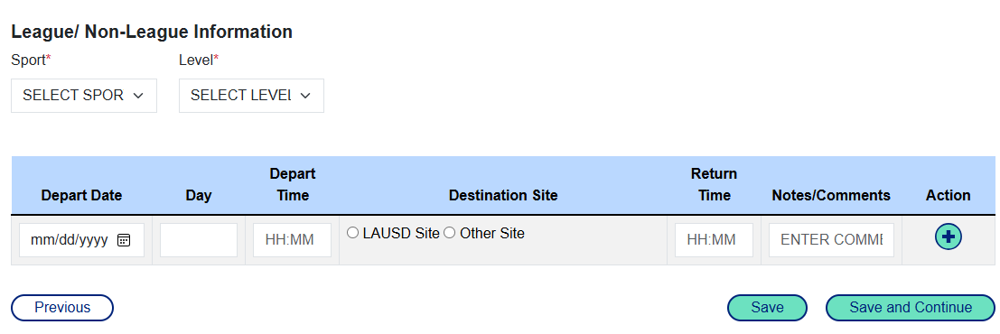 League/ Non-League Information
Sport* Level*
SELECT SPOR SELECT LEVEL
Depart Date Day Depart Time Destination Site Return Time Notes/Comments Action
mm/dd/yyyy HH:MM LAUSD Site Other Site HH:MM ENTER COMME
Previous Save Save and Continue